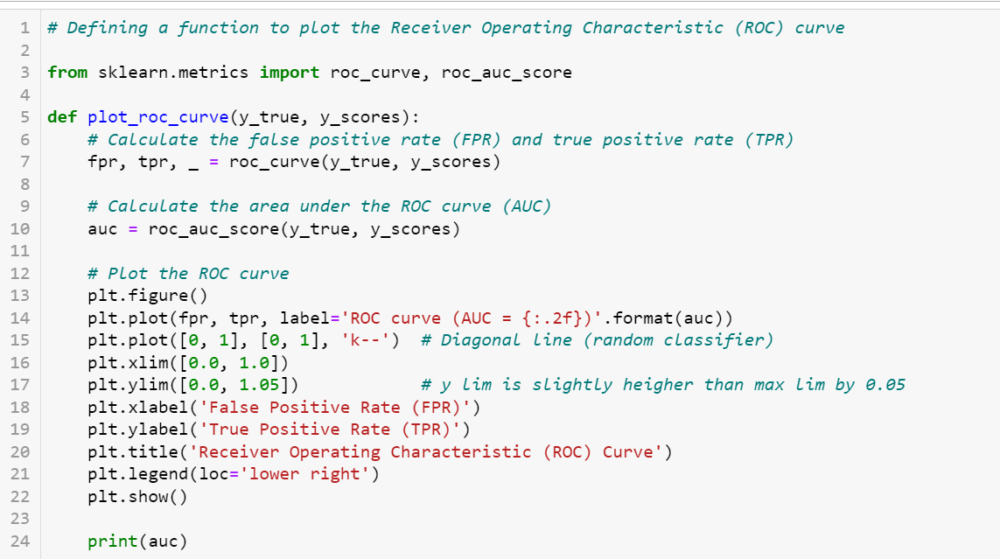 1 # Defining a function to plot the Receiver Operating Characteristic (ROC) curve
2
3 from sklearn.metrics import roc_curve, roc_auc_score
4
5 def plot_roc_curve(y_true, y_scores):
6     # Calculate the false positive rate (FPR) and true positive rate (TPR)
7     fpr, tpr, _ = roc_curve(y_true, y_scores)
8
9     # Calculate the area under the ROC curve (AUC)
10     auc = roc_auc_score(y_true, y_scores)
11
12     # Plot the ROC curve
13     plt.figure()
14     plt.plot(fpr, tpr, label='ROC curve (AUC = {:.2f})'.format(auc))
15     plt.plot([0, 1], [0, 1], 'k--')  # Diagonal line (random classifier)
16     plt.xlim([0.0, 1.0])
17     plt.ylim([0.0, 1.05])            # y lim is slightly heigher than max lim by 0.05
18     plt.xlabel('False Positive Rate (FPR)')
19     plt.ylabel('True Positive Rate (TPR)')
20     plt.title('Receiver Operating Characteristic (ROC) Curve')
21     plt.legend(loc='lower right')
22     plt.show()
23
24     print(auc)